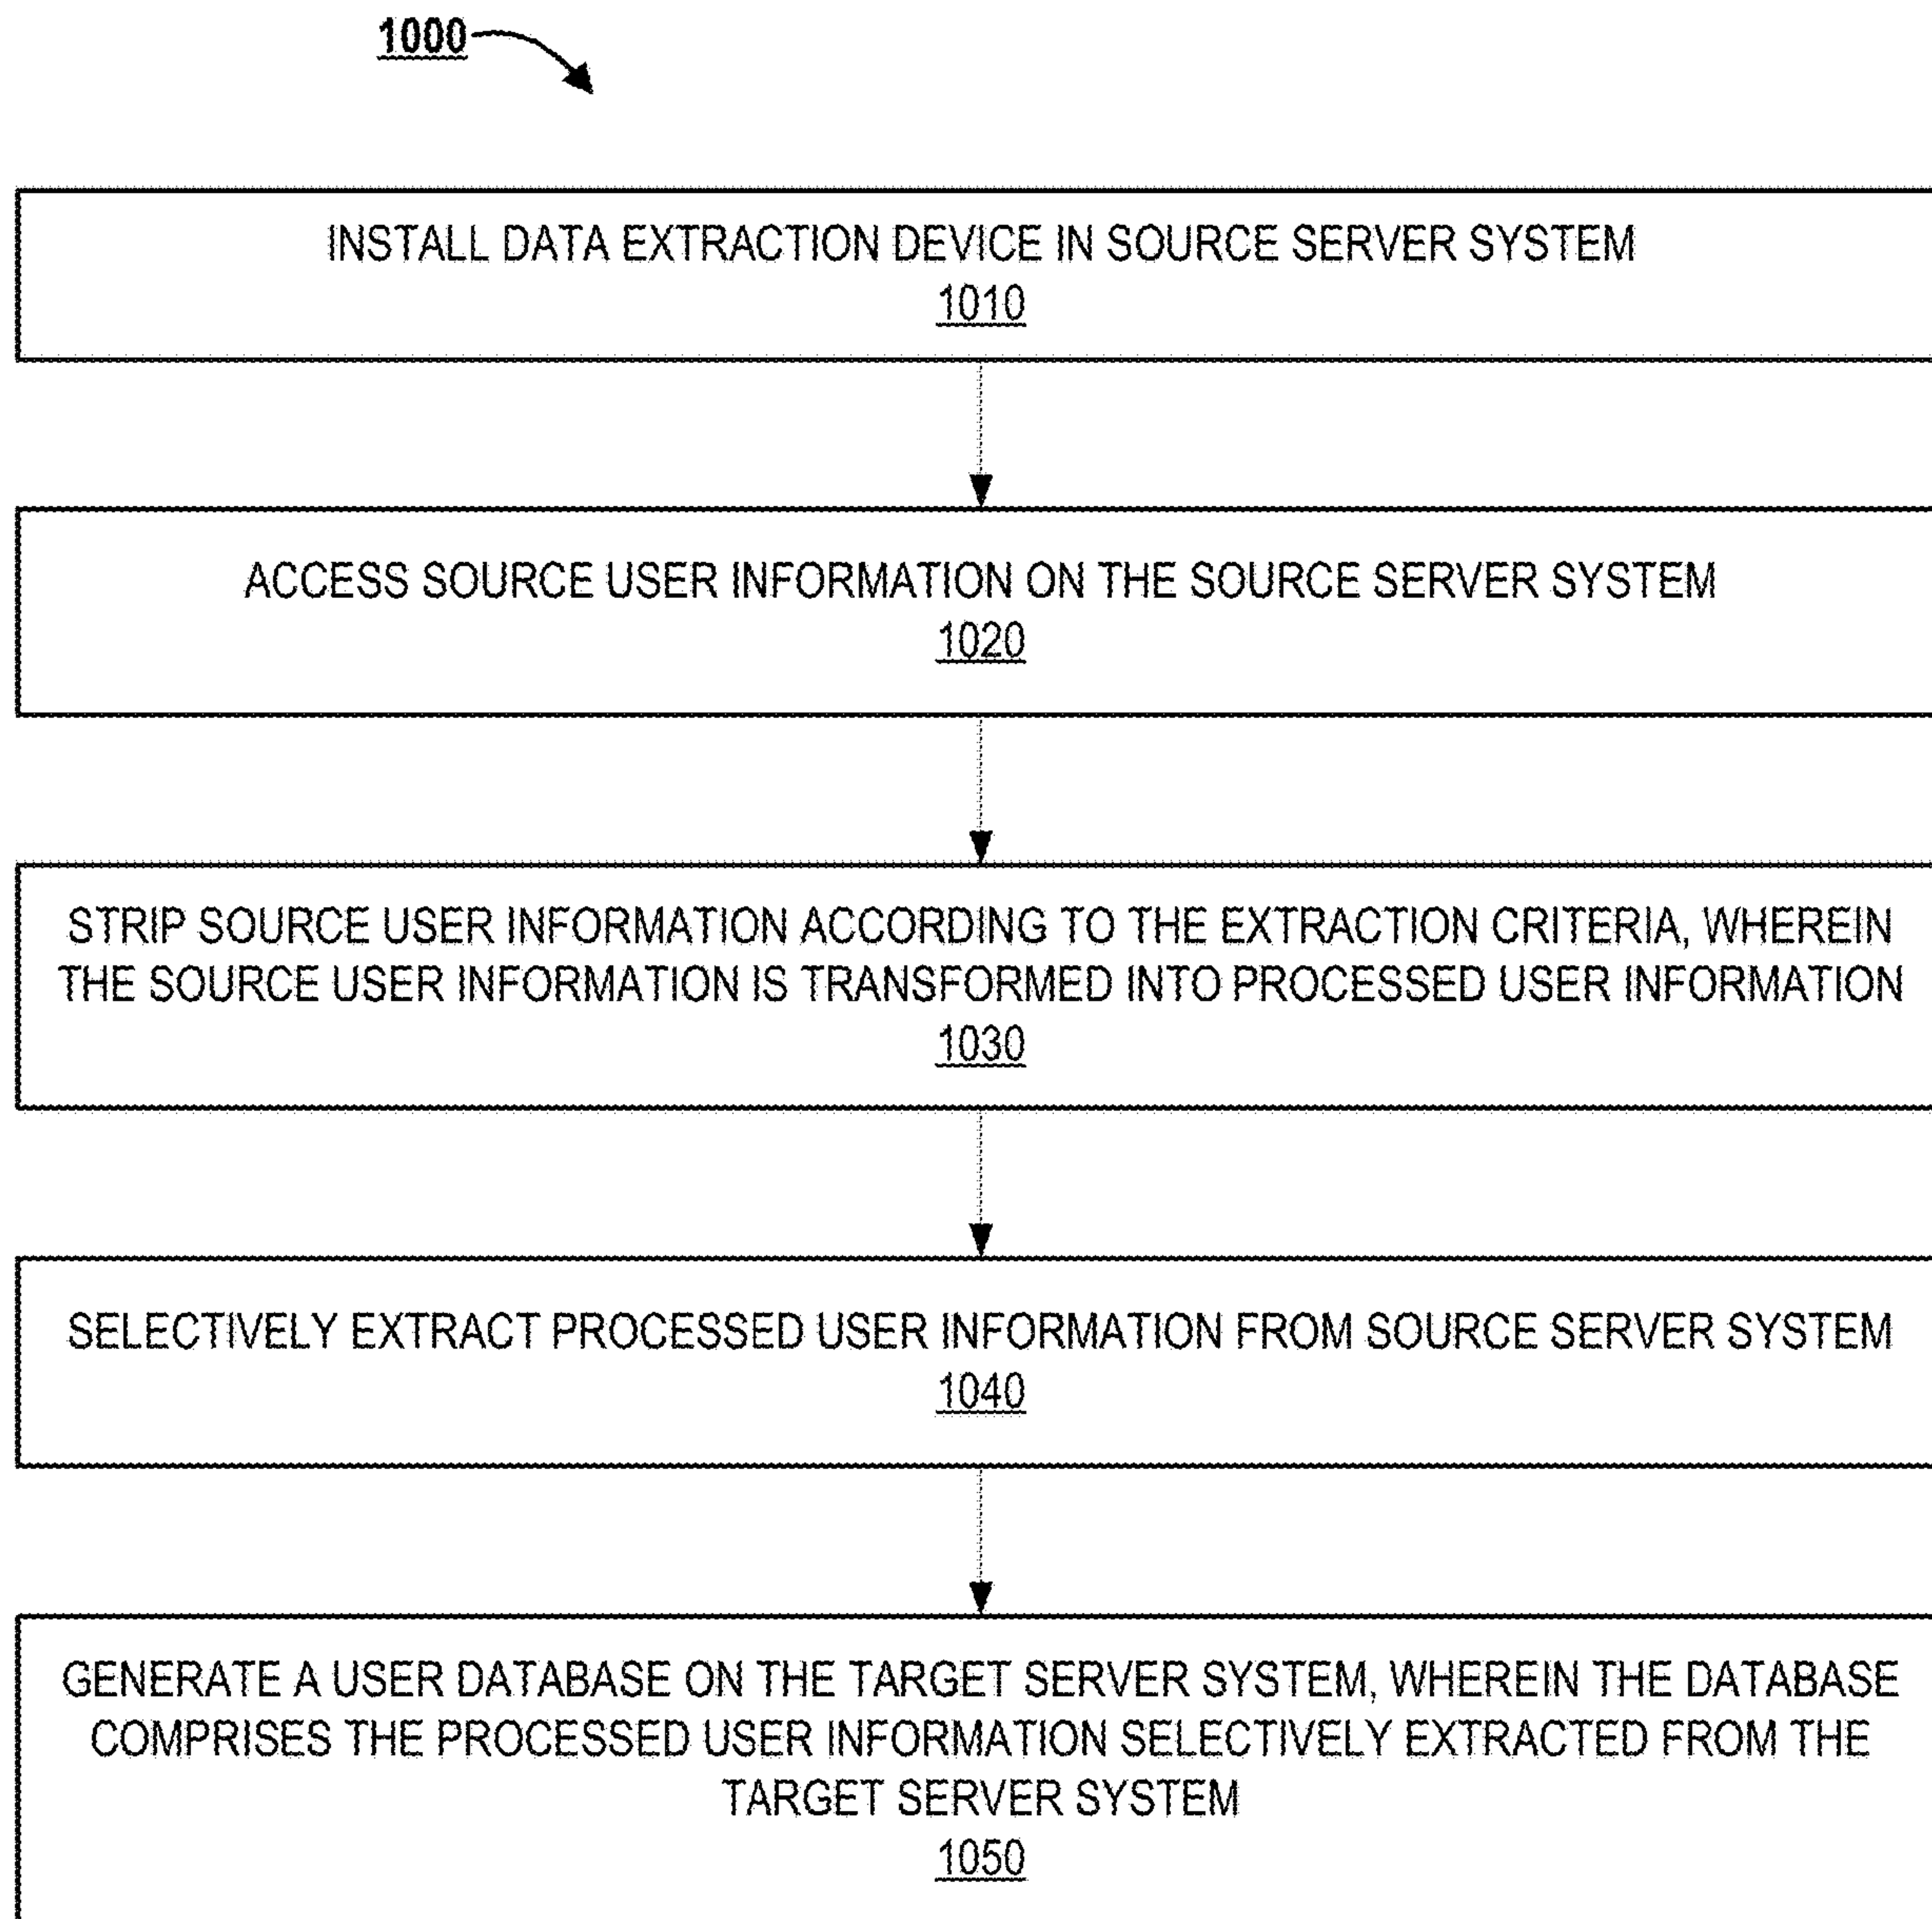 1000
INSTALL DATA EXTRACTION DEVICE IN SOURCE SERVER SYSTEM
1010
ACCESS SOURCE USER INFORMATION ON THE SOURCE SERVER SYSTEM
1020
STRIP SOURCE USER INFORMATION ACCORDING TO THE EXTRACTION CRITERIA, WHEREIN
THE SOURCE USER INFORMATION IS TRANSFORMED INTO PROCESSED USER INFORMATION
1030
SELECTIVELY EXTRACT PROCESSED USER INFORMATION FROM SOURCE SERVER SYSTEM
1040
GENERATE A USER DATABASE ON THE TARGET SERVER SYSTEM, WHEREIN THE DATABASE
COMPRISES THE PROCESSED USER INFORMATION SELECTIVELY EXTRACTED FROM THE
TARGET SERVER SYSTEM
1050